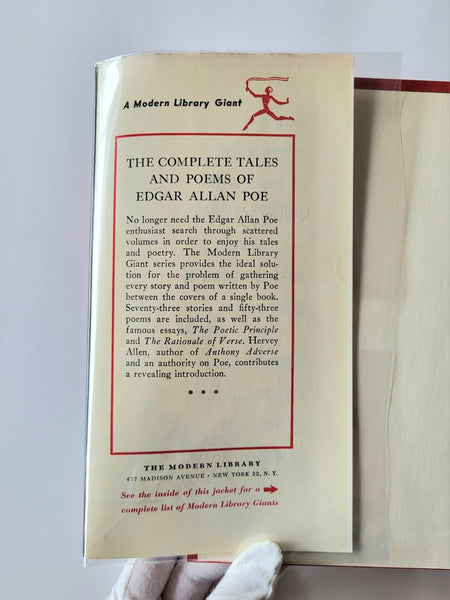 A Modern Library Giant
THE COMPLETE TALES
AND POEMS OF
EDGAR ALLAN POE
No longer need the Edgar Allan Poe
enthusiast search through scattered
volumes in order to enjoy his tales
and poetry. The Modern Library
Giant series provides the ideal solu-
tion for the problem of gathering
every story and poem written by Poe
between the covers of a single book.
Seventy-three stories and fifty-three
poems are included, as well as the
famous essays, The Poetic Principle
and The Rationale of Verse. Hervey
Allen, author of Anthony Adverse
and an authority on Poe, contributes
a revealing introduction.
THE MODERN LIBRARY
MADISON AVENUE • NEW YORK 22, N. Y.
See the inside of this jacket for a
complete list of Modern Library Giants